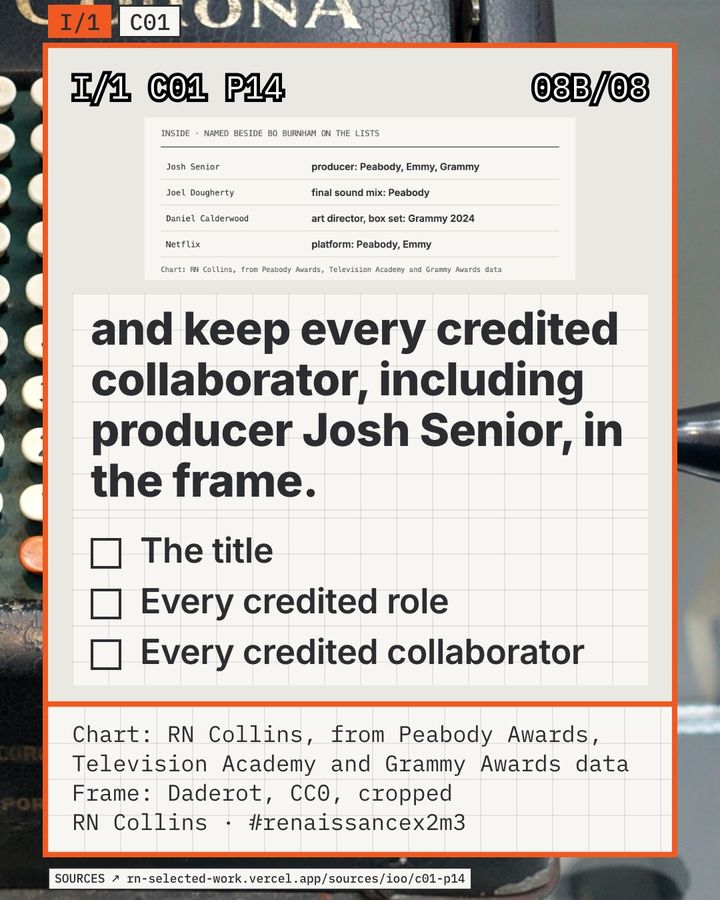 CORONA
I/1 C01
I/1 C01 P14 08B/08
INSIDE · NAMED BESIDE BO BURNHAM ON THE LISTS
Josh Senior producer: Peabody, Emmy, Grammy
Joel Dougherty final sound mix: Peabody
Daniel Calderwood art director, box set: Grammy 2024
Netflix platform: Peabody, Emmy
Chart: RN Collins, from Peabody Awards, Television Academy and Grammy Awards data
and keep every credited
collaborator, including
producer Josh Senior, in
the frame.
The title
Every credited role
Every credited collaborator
Chart: RN Collins, from Peabody Awards,
Television Academy and Grammy Awards data
Frame: Daderot, CC0, cropped
RN Collins · #renaissancex2m3
SOURCES ↗ rn-selected-work.vercel.app/sources/ioo/c01-p14